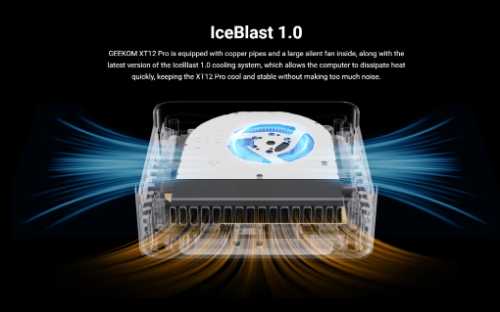 IceBlast 1.0
GEEKOM XT12 Pro is equipped with copper pipes and a large silent fan inside, along with the
latest version of the IceBlast 1.0 cooling system, which allows the computer to dissipate heat
quickly, keeping the XT12 Pro cool and stable without making too much noise.